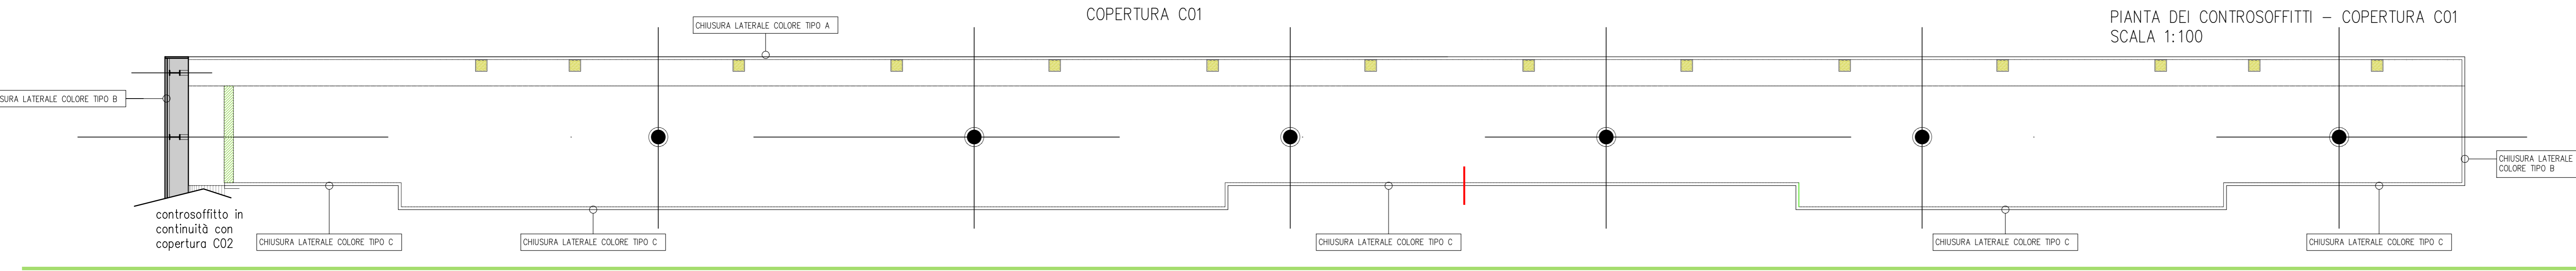 COPERTURA C01
PIANTA DEI CONTROSOFFITTI – COPERTURA C01
SCALA 1:100
CHIUSURA LATERALE COLORE TIPO A
SURA LATERALE COLORE TIPO B
CHIUSURA LATERALE
COLORE TIPO B
controsoffitto in
continuità con
copertura C02
CHIUSURA LATERALE COLORE TIPO C
CHIUSURA LATERALE COLORE TIPO C
CHIUSURA LATERALE COLORE TIPO C
CHIUSURA LATERALE COLORE TIPO C
CHIUSURA LATERALE COLORE TIPO C